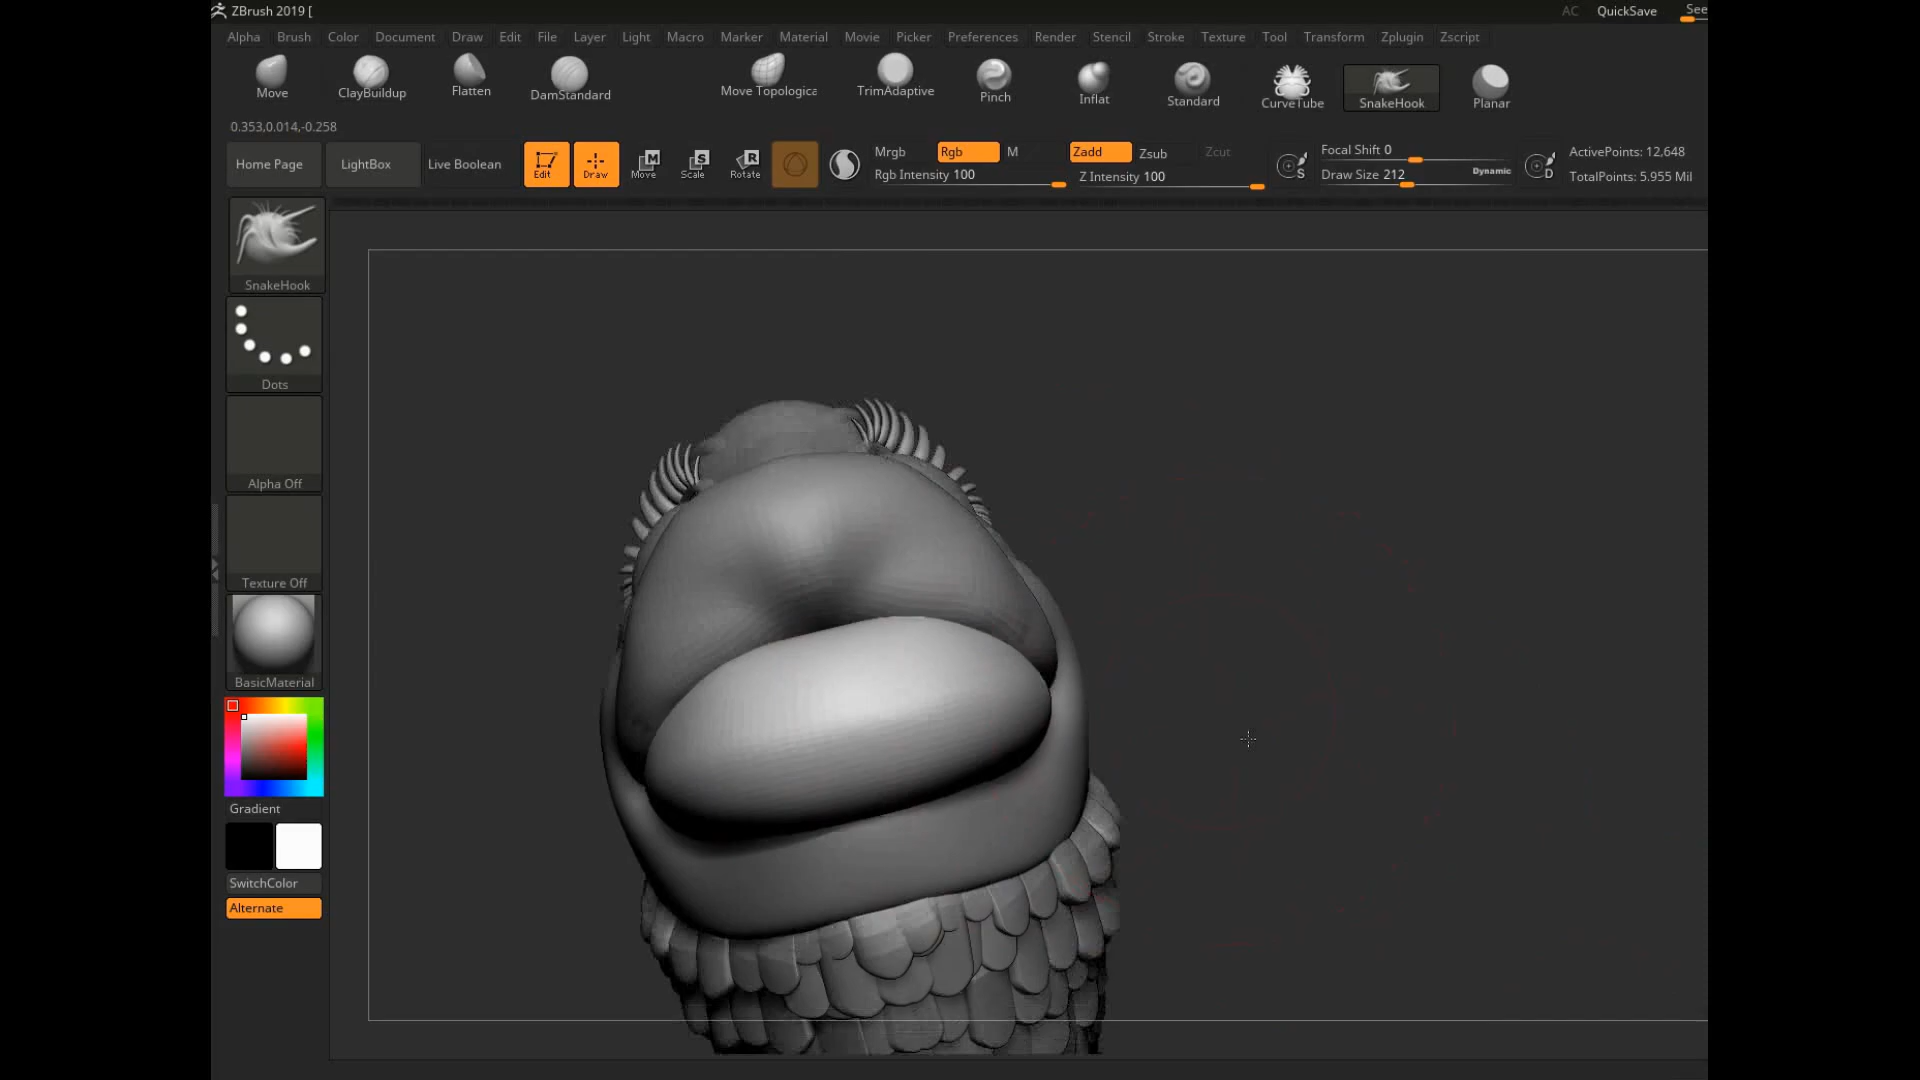 ZBrush 2019 [
AC QuickSave See
Alpha Brush Color Document Draw Edit File Layer Light Macro Marker Material Movie Picker Preferences Render Stencil Stroke Texture Tool Transform Zplugin Zscript
Move ClayBuildup Flatten DamStandard Move Topologica TrimAdaptive Pinch Inflat Standard CurveTube SnakeHook Planar
0.353,0.014,-0.258
Home Page LightBox Live Boolean Edit Draw Move Scale Rotate
M S R
Mrgb Rgb M Zadd Zsub Zcut
Rgb Intensity 100 Z Intensity 100
S Focal Shift 0 D ActivePoints: 12,648
Draw Size 212 Dynamic TotalPoints: 5.955 Mil
SnakeHook
Dots
Alpha Off
Texture Off
BasicMaterial
Gradient
SwitchColor
Alternate